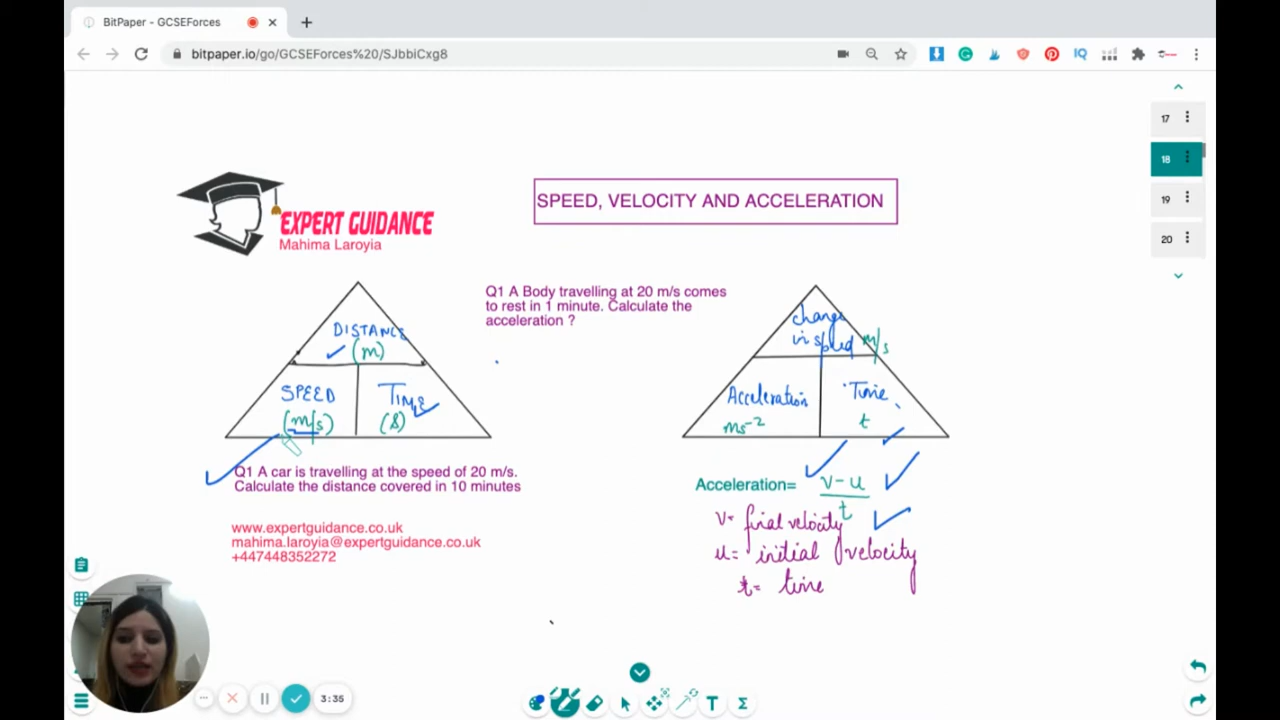 BitPaper - GCSEForces
bitpaper.io/go/GCSEForces%20/SJbbiCxg8
IQ
17
18
19
20
EXPERT GUIDANCE
Mahima Laroyia
SPEED, VELOCITY AND ACCELERATION
Q1 A Body travelling at 20 m/s comes
to rest in 1 minute. Calculate the
acceleration ?
DISTANCE
(m)
SPEED
(m/s)
TIME
(s)
change
in speed m/s
Acceleration
ms⁻²
Time
t
Q1 A car is travelling at the speed of 20 m/s.
Calculate the distance covered in 10 minutes
www.expertguidance.co.uk
mahima.laroyia@expertguidance.co.uk
+447448352272
Acceleration= v-u
t
v= final velocity
u= initial velocity
t= time
3:35
T
Σ